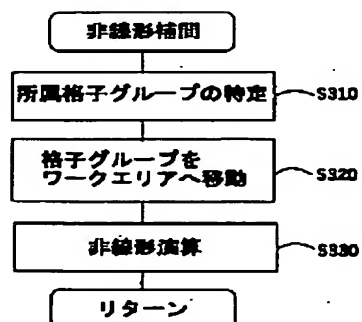 非線形補間
所属格子グループの特定
S310
格子グループを
ワークエリアへ移動
S320
非線形演算
S330
リターン